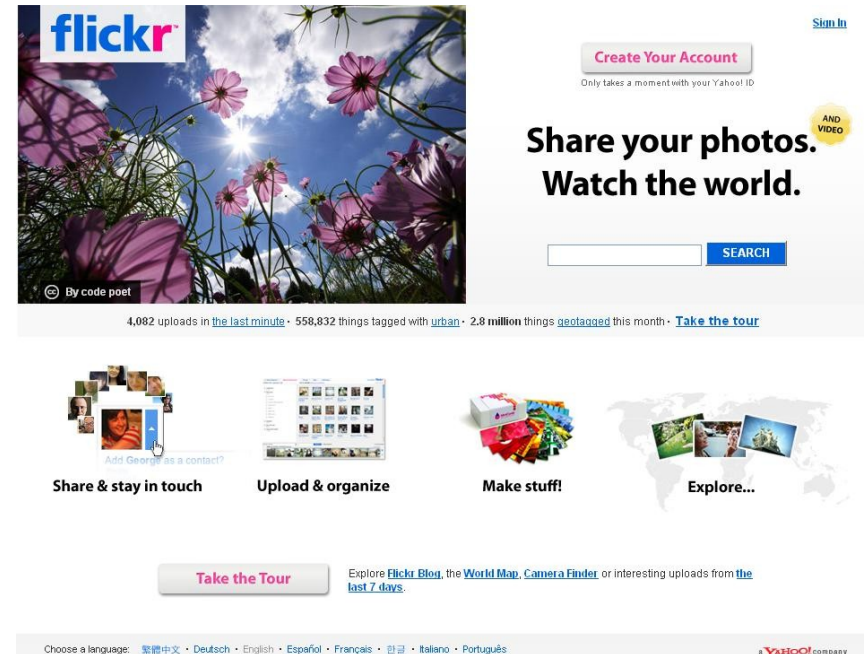 flickr™
Sign In
Create Your Account
Only takes a moment with your Yahoo! ID
AND
VIDEO
Share your photos.
Watch the world.
SEARCH
cc By code poet
4,082 uploads in the last minute · 558,832 things tagged with urban · 2.8 million things geotagged this month · Take the tour
Add George as a contact?
Share & stay in touch
Upload & organize
Make stuff!
Explore...
Take the Tour
Explore Flickr Blog, the World Map, Camera Finder or interesting uploads from the
last 7 days.
Choose a language: 繁體中文 · Deutsch · English · Español · Français · 한글 · Italiano · Português
a YAHOO! company